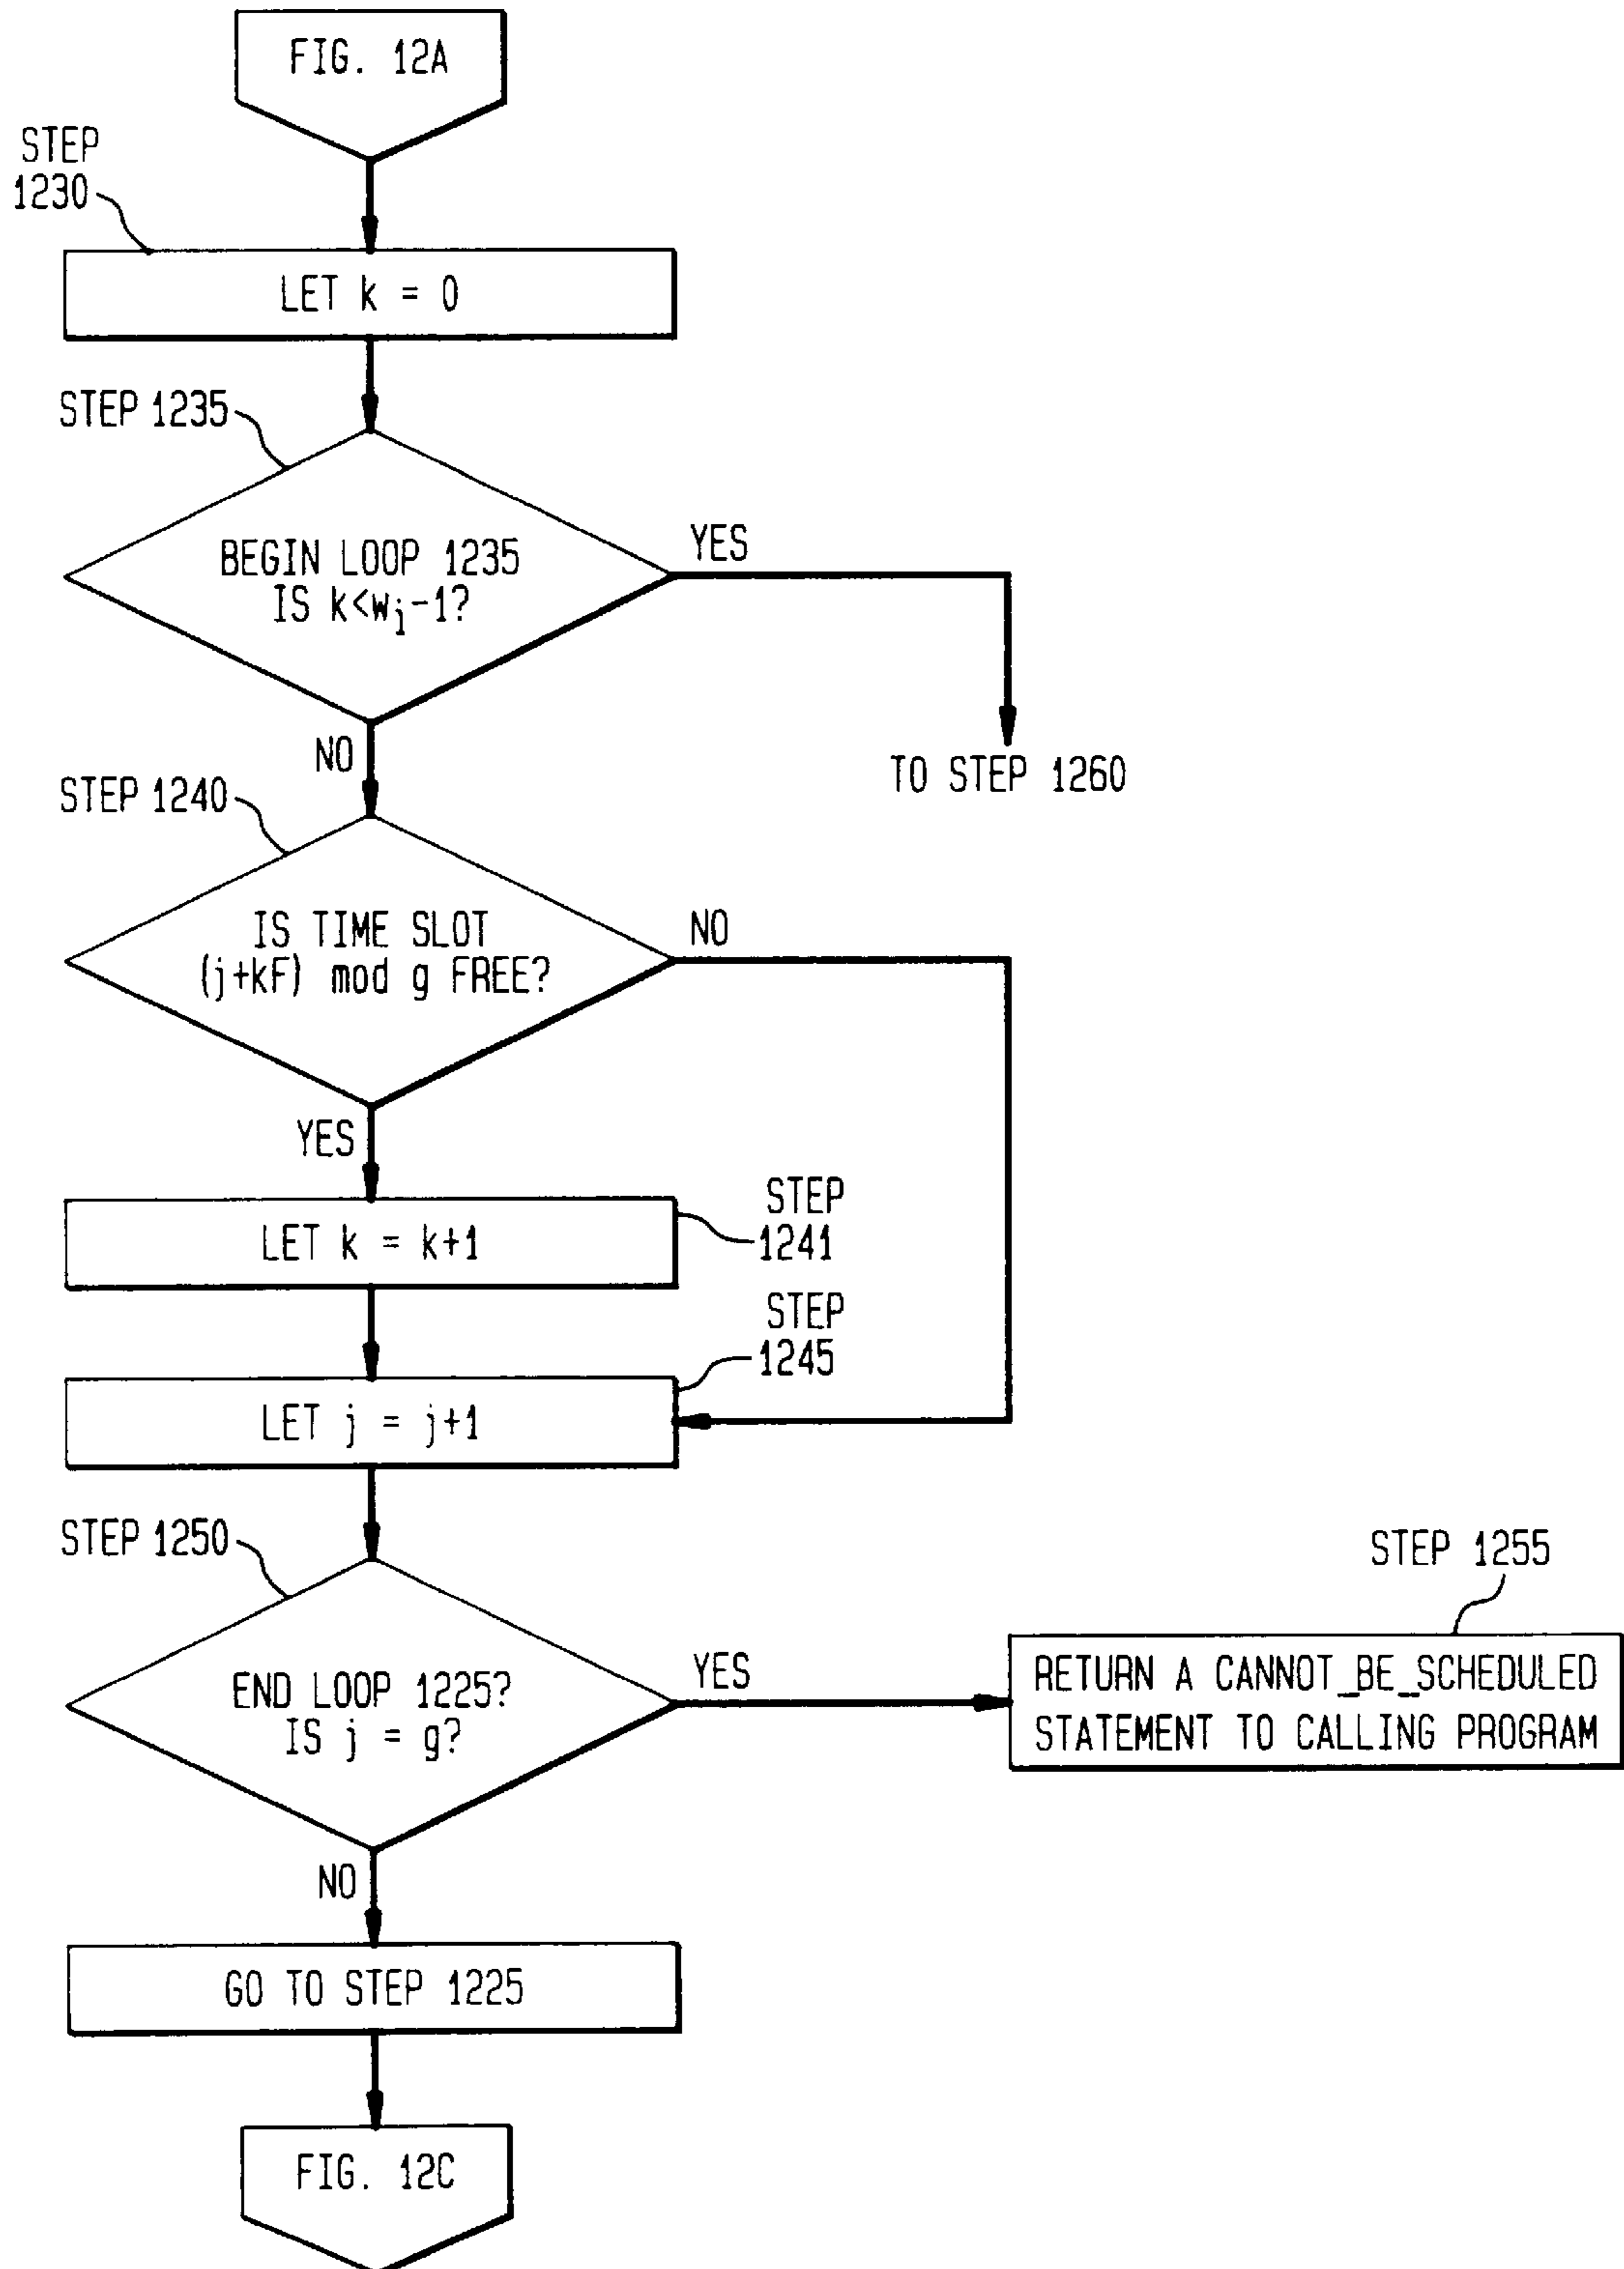 FIG. 12A
STEP
1230
LET k = 0
STEP 1235
BEGIN LOOP 1235
IS k<wi-1?
YES
NO
TO STEP 1260
STEP 1240
IS TIME SLOT
(j+kF) mod g FREE?
NO
YES
STEP
1241
LET k = k+1
STEP
1245
LET j = j+1
STEP 1250
STEP 1255
END LOOP 1225?
IS j = g?
YES
RETURN A CANNOT_BE_SCHEDULED
STATEMENT TO CALLING PROGRAM
NO
GO TO STEP 1225
FIG. 12C